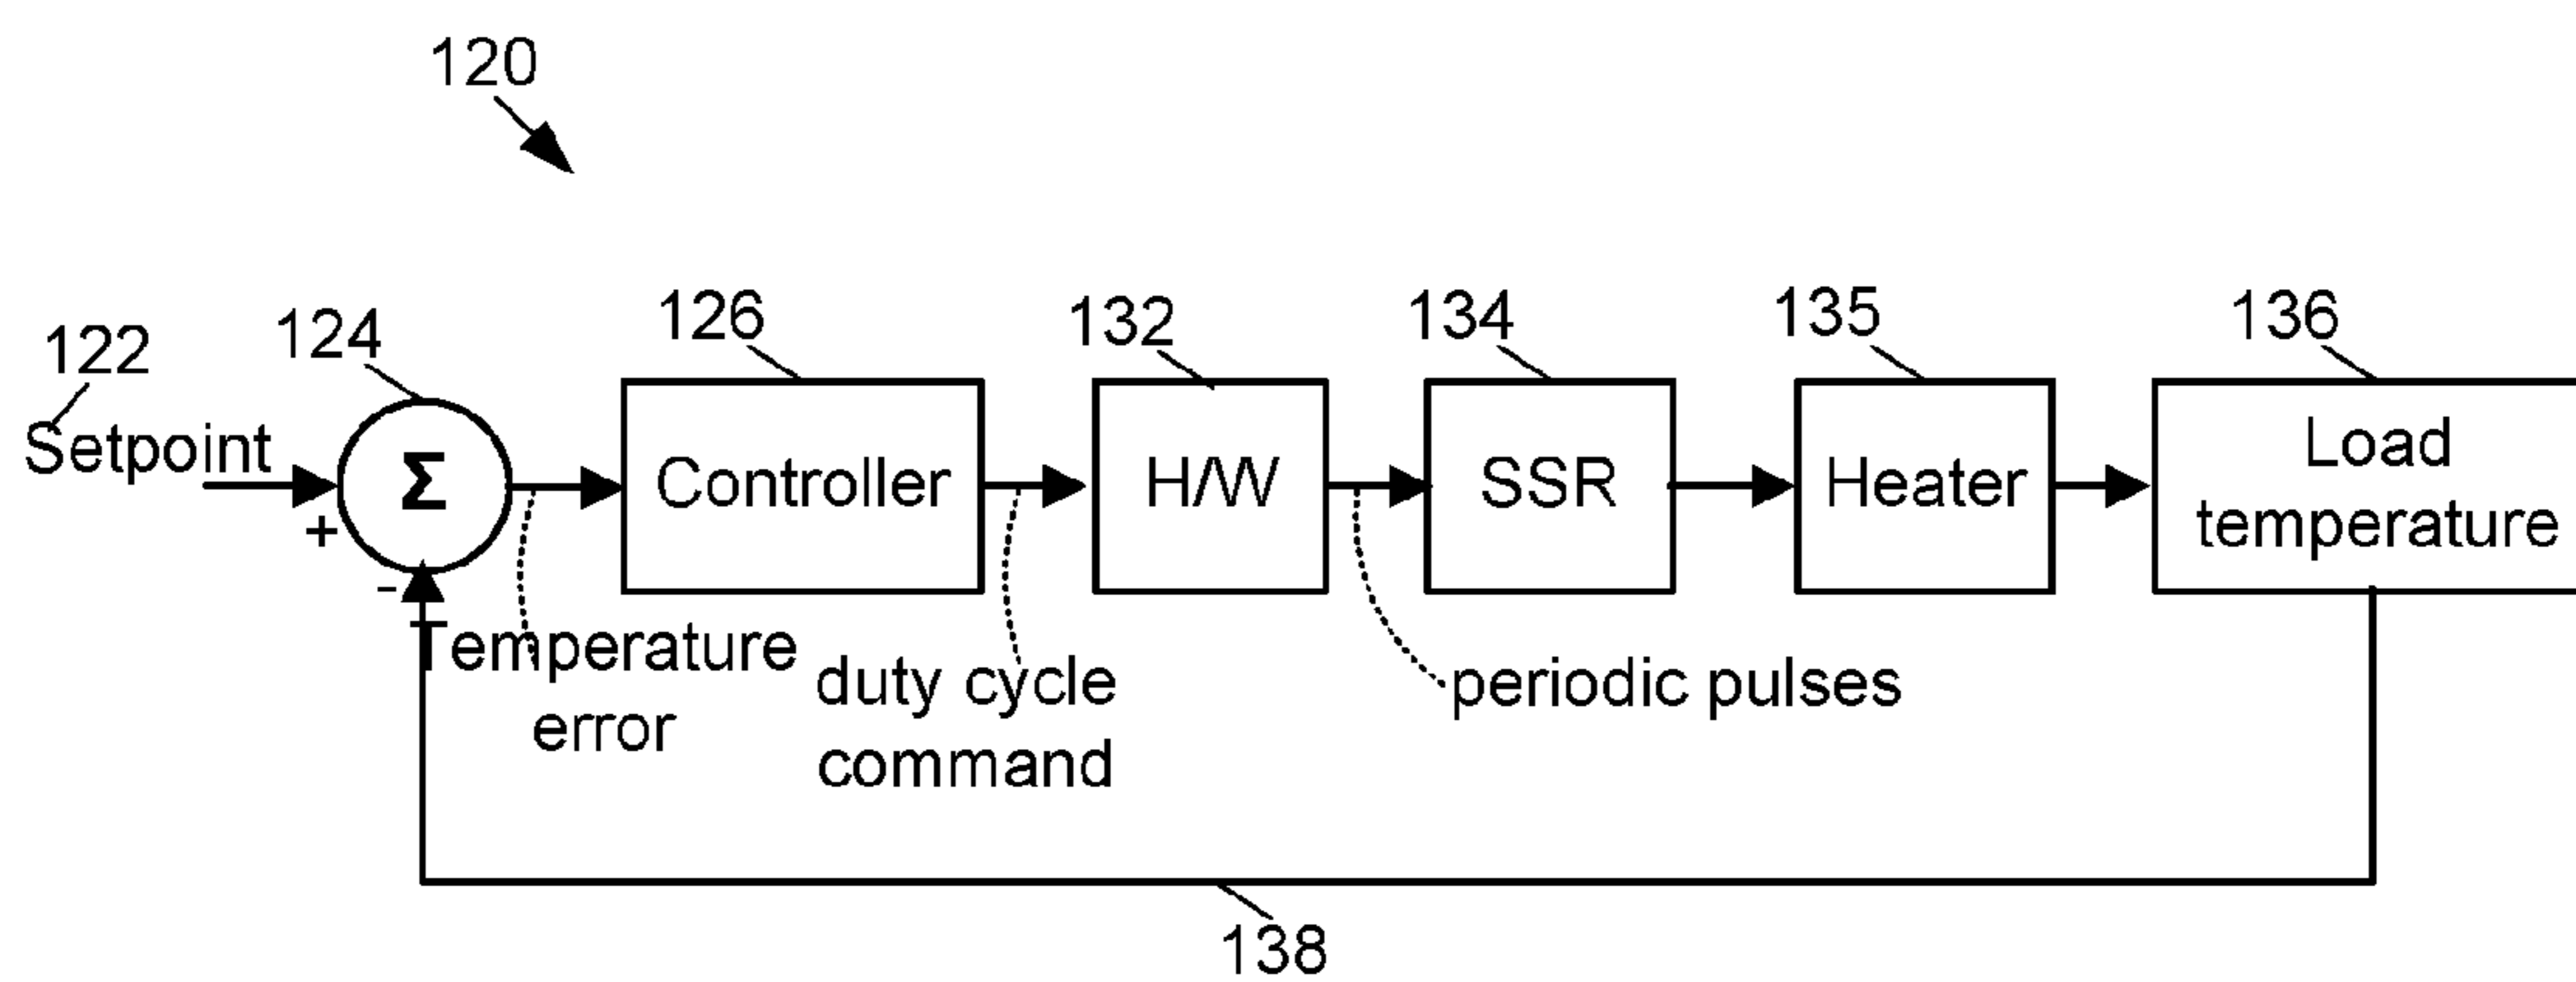 120
122
124
126
132
134
135
136
Setpoint
Σ
Controller
H/W
SSR
Heater
Load
temperature
+
-
Temperature
error
duty cycle
command
periodic pulses
138